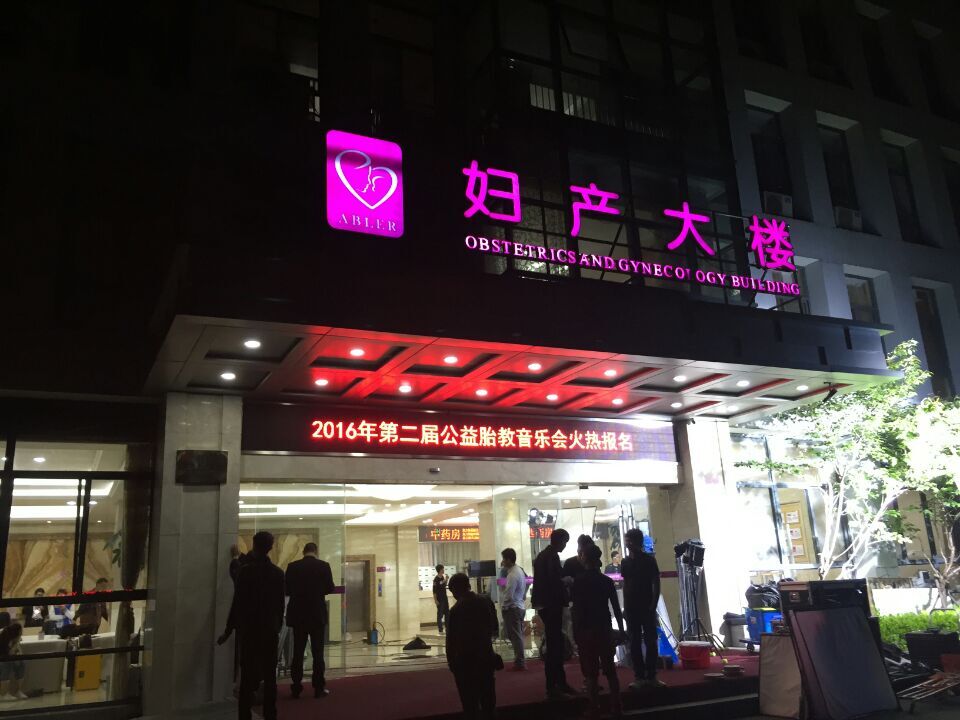 ABLER
妇产大楼
OBSTETRICS AND GYNECOLOGY BUILDING
2016年第二届公益胎教音乐会火热报名
中药房